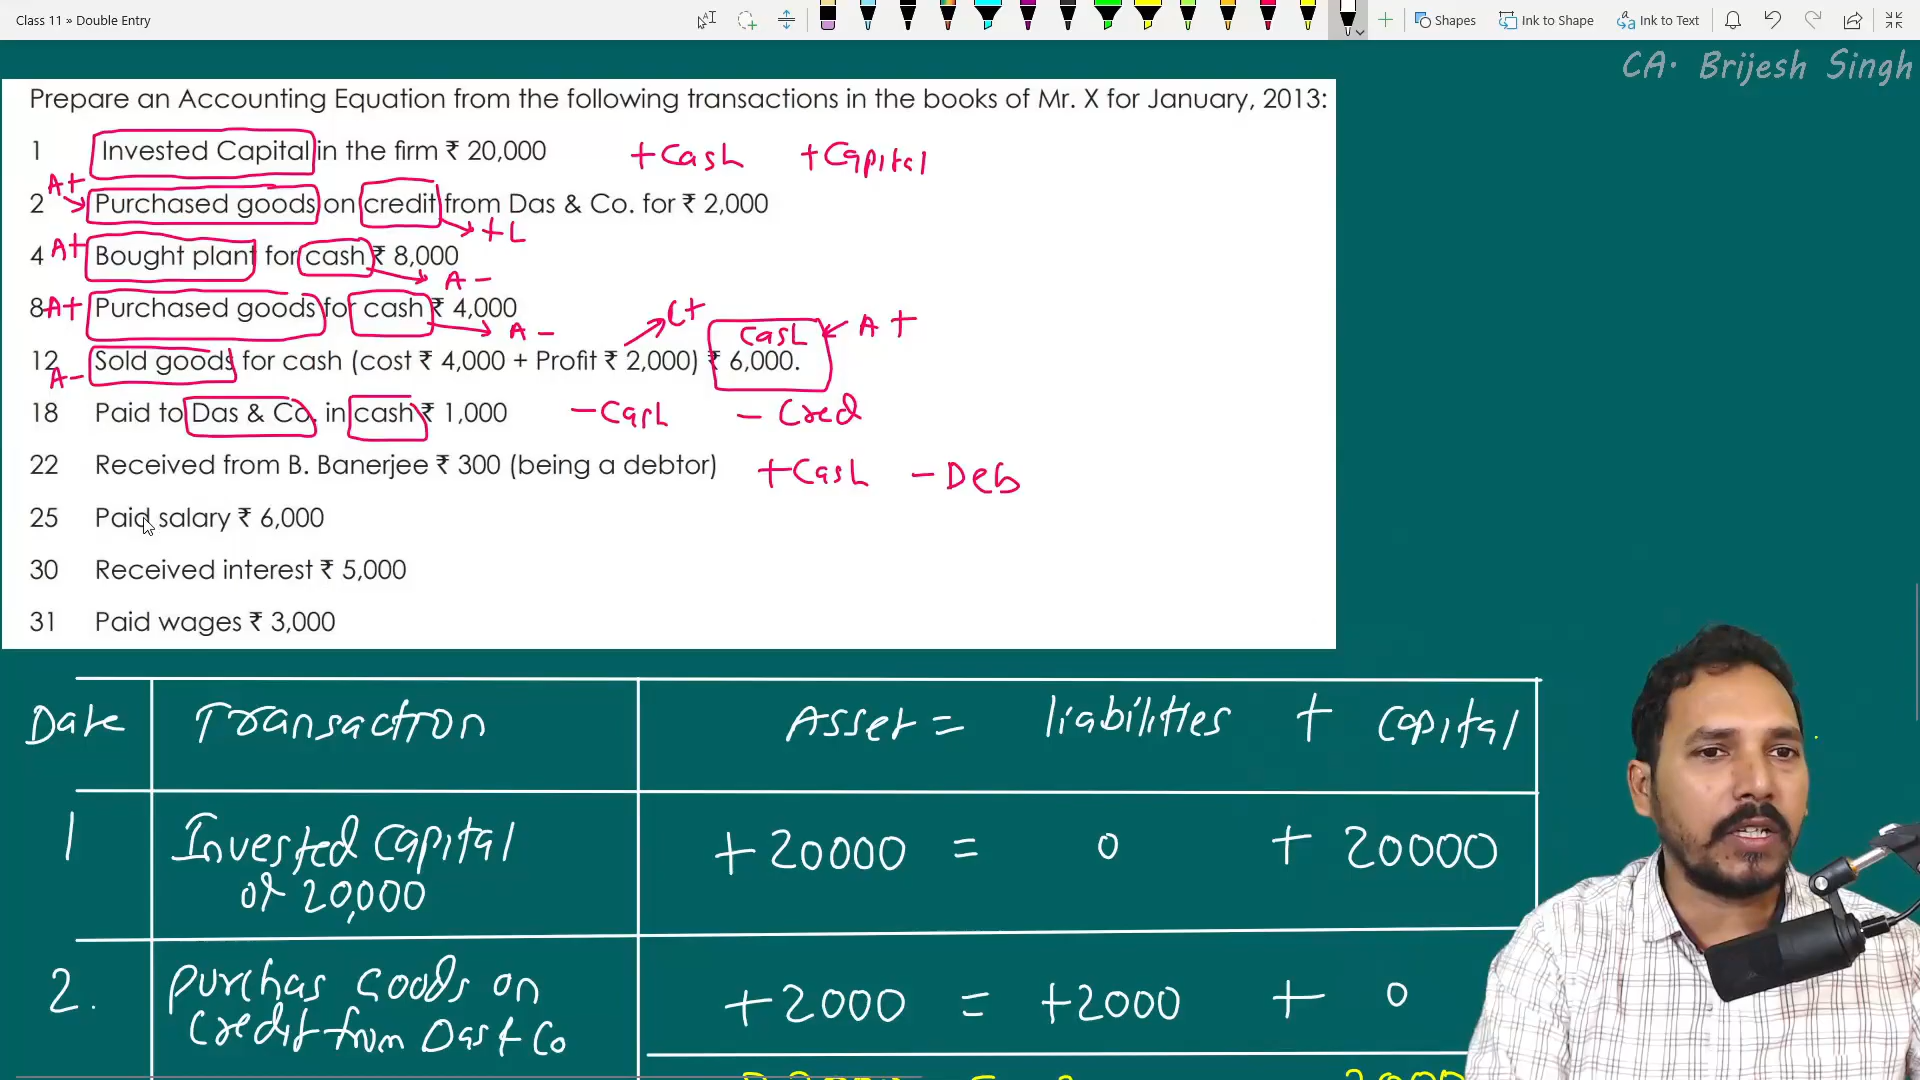 Class 11 » Double Entry
Shapes Ink to Shape Ink to Text
CA. Brijesh Singh
Prepare an Accounting Equation from the following transactions in the books of Mr. X for January, 2013:
1 Invested Capital in the firm ₹ 20,000 +Cash +Capital
A+
2 Purchased goods on credit from Das & Co. for ₹ 2,000
+L
A+
4 Bought plant for cash ₹ 8,000
A-
8 A+ Purchased goods for cash ₹ 4,000
A- C+ Cash A+
12 Sold goods for cash (cost ₹ 4,000 + Profit ₹ 2,000) ₹ 6,000.
A-
18 Paid to Das & Co. in cash ₹ 1,000 -Cash - Cred
22 Received from B. Banerjee ₹ 300 (being a debtor) +Cash - Deb
25 Paid salary ₹ 6,000
30 Received interest ₹ 5,000
31 Paid wages ₹ 3,000
Date Transaction Asset = liabilities + Capital
1 Invested Capital +20000 = 0 + 20000
of 20,000
2. Purchas Goods on +2000 = +2000 + 0
Credit from Das & Co